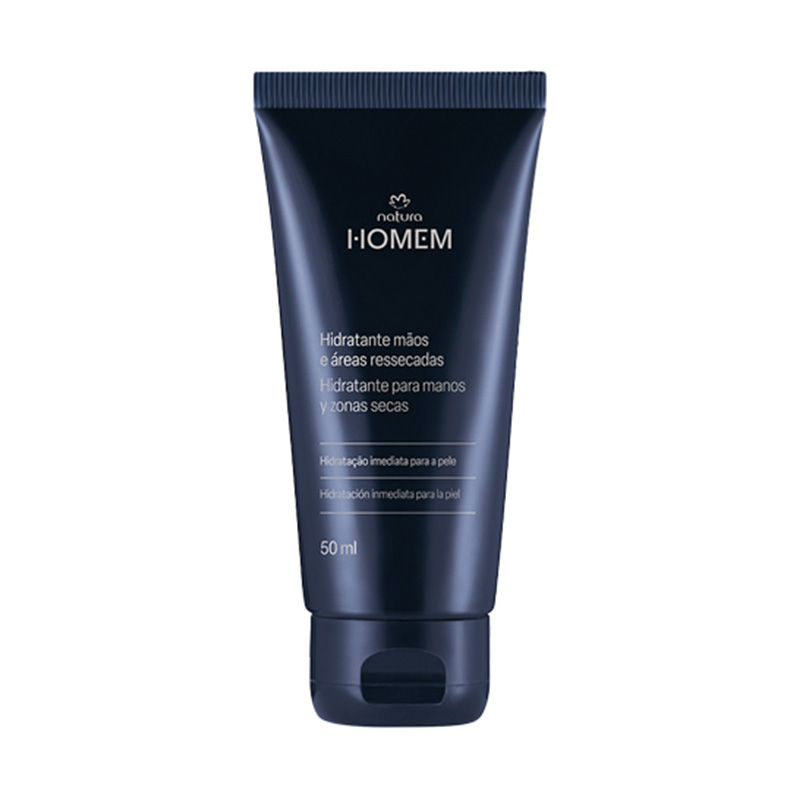 natura
HOMEM
Hidratante mãos
e áreas ressecadas
Hidratante para manos
y zonas secas
Hidratação imediata para a pele
Hidratación inmediata para la piel
50 ml